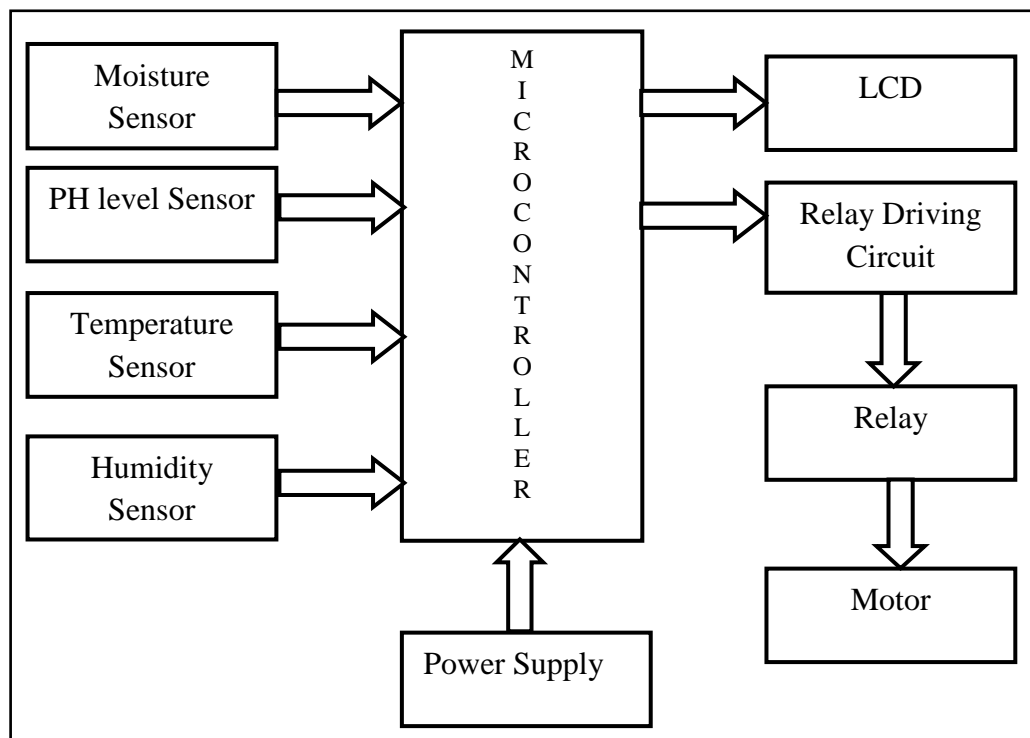 Moisture
Sensor
PH level Sensor
Temperature
Sensor
Humidity
Sensor
M
I
C
R
O
C
O
N
T
R
O
L
L
E
R
Power Supply
LCD
Relay Driving
Circuit
Relay
Motor